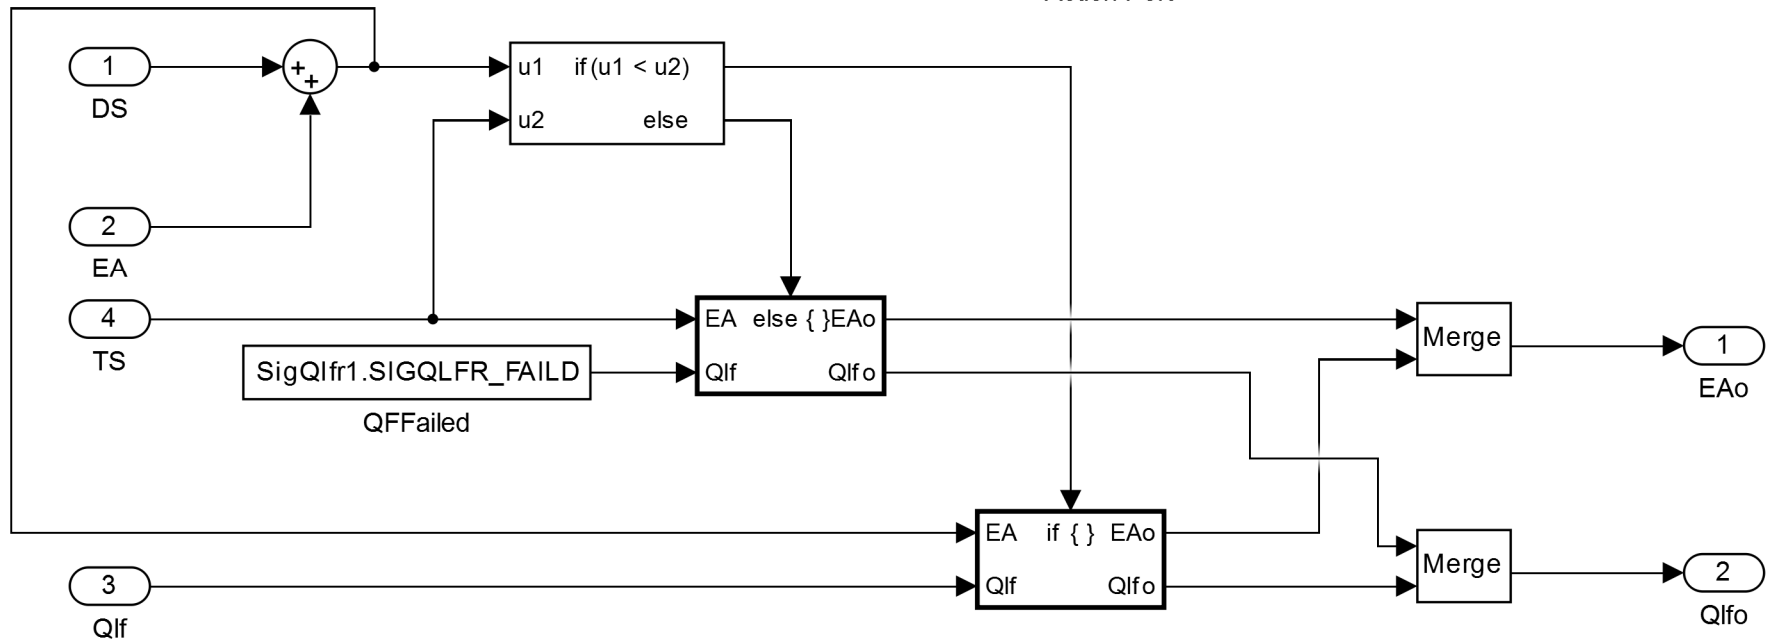 1
DS
+
+
u1 if(u1 < u2)
u2 else
2
EA
4
TS
EA else { }EAo
Qlf Qlfo
SigQlfr1.SIGQLFR_FAILD
QFFailed
Merge
1
EAo
EA if { } EAo
Qlf Qlfo
3
Qlf
Merge
2
Qlfo